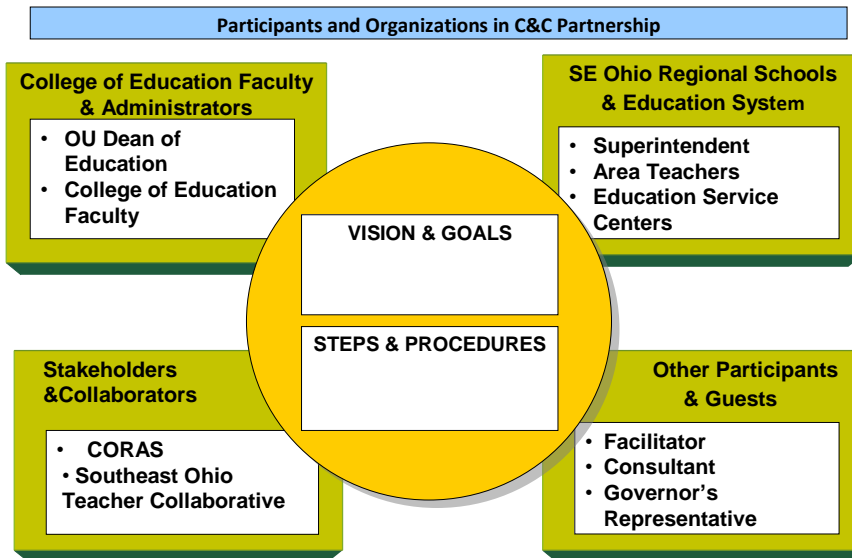 Participants and Organizations in C&C Partnership
College of Education Faculty
& Administrators
• OU Dean of
Education
• College of Education
Faculty
SE Ohio Regional Schools
& Education System
• Superintendent
• Area Teachers
• Education Service
Centers
VISION & GOALS
STEPS & PROCEDURES
Stakeholders
&Collaborators
• CORAS
• Southeast Ohio
Teacher Collaborative
Other Participants
& Guests
• Facilitator
• Consultant
• Governor's
Representative